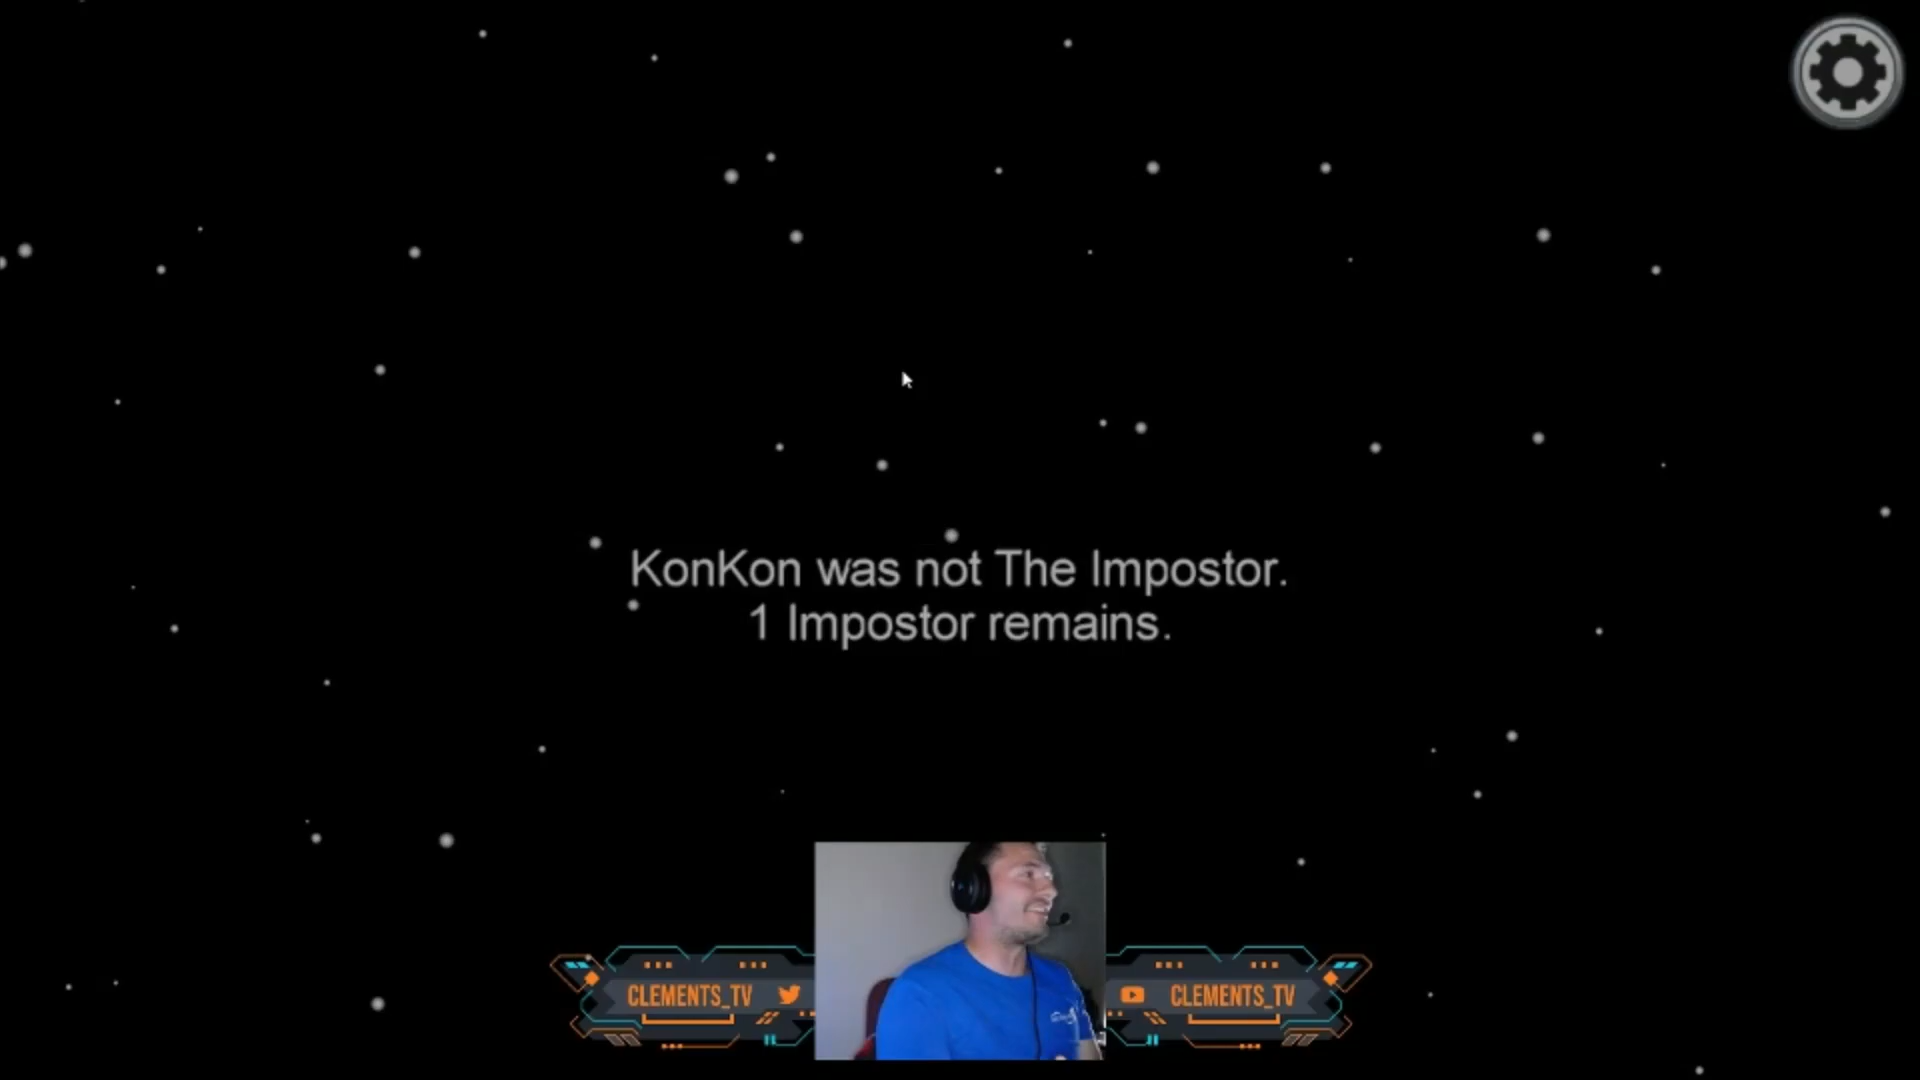 KonKon was not The Impostor.
1 Impostor remains.
CLEMENTS_TV
CLEMENTS_TV